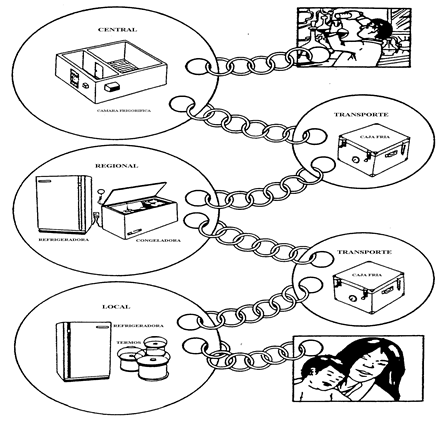 CENTRAL
CAMARA FRIGORIFICA
TRANSPORTE
CAJA FRIA
REGIONAL
REFRIGERADORA
CONGELADORA
TRANSPORTE
CAJA FRIA
LOCAL
REFRIGERADORA
TERMOS